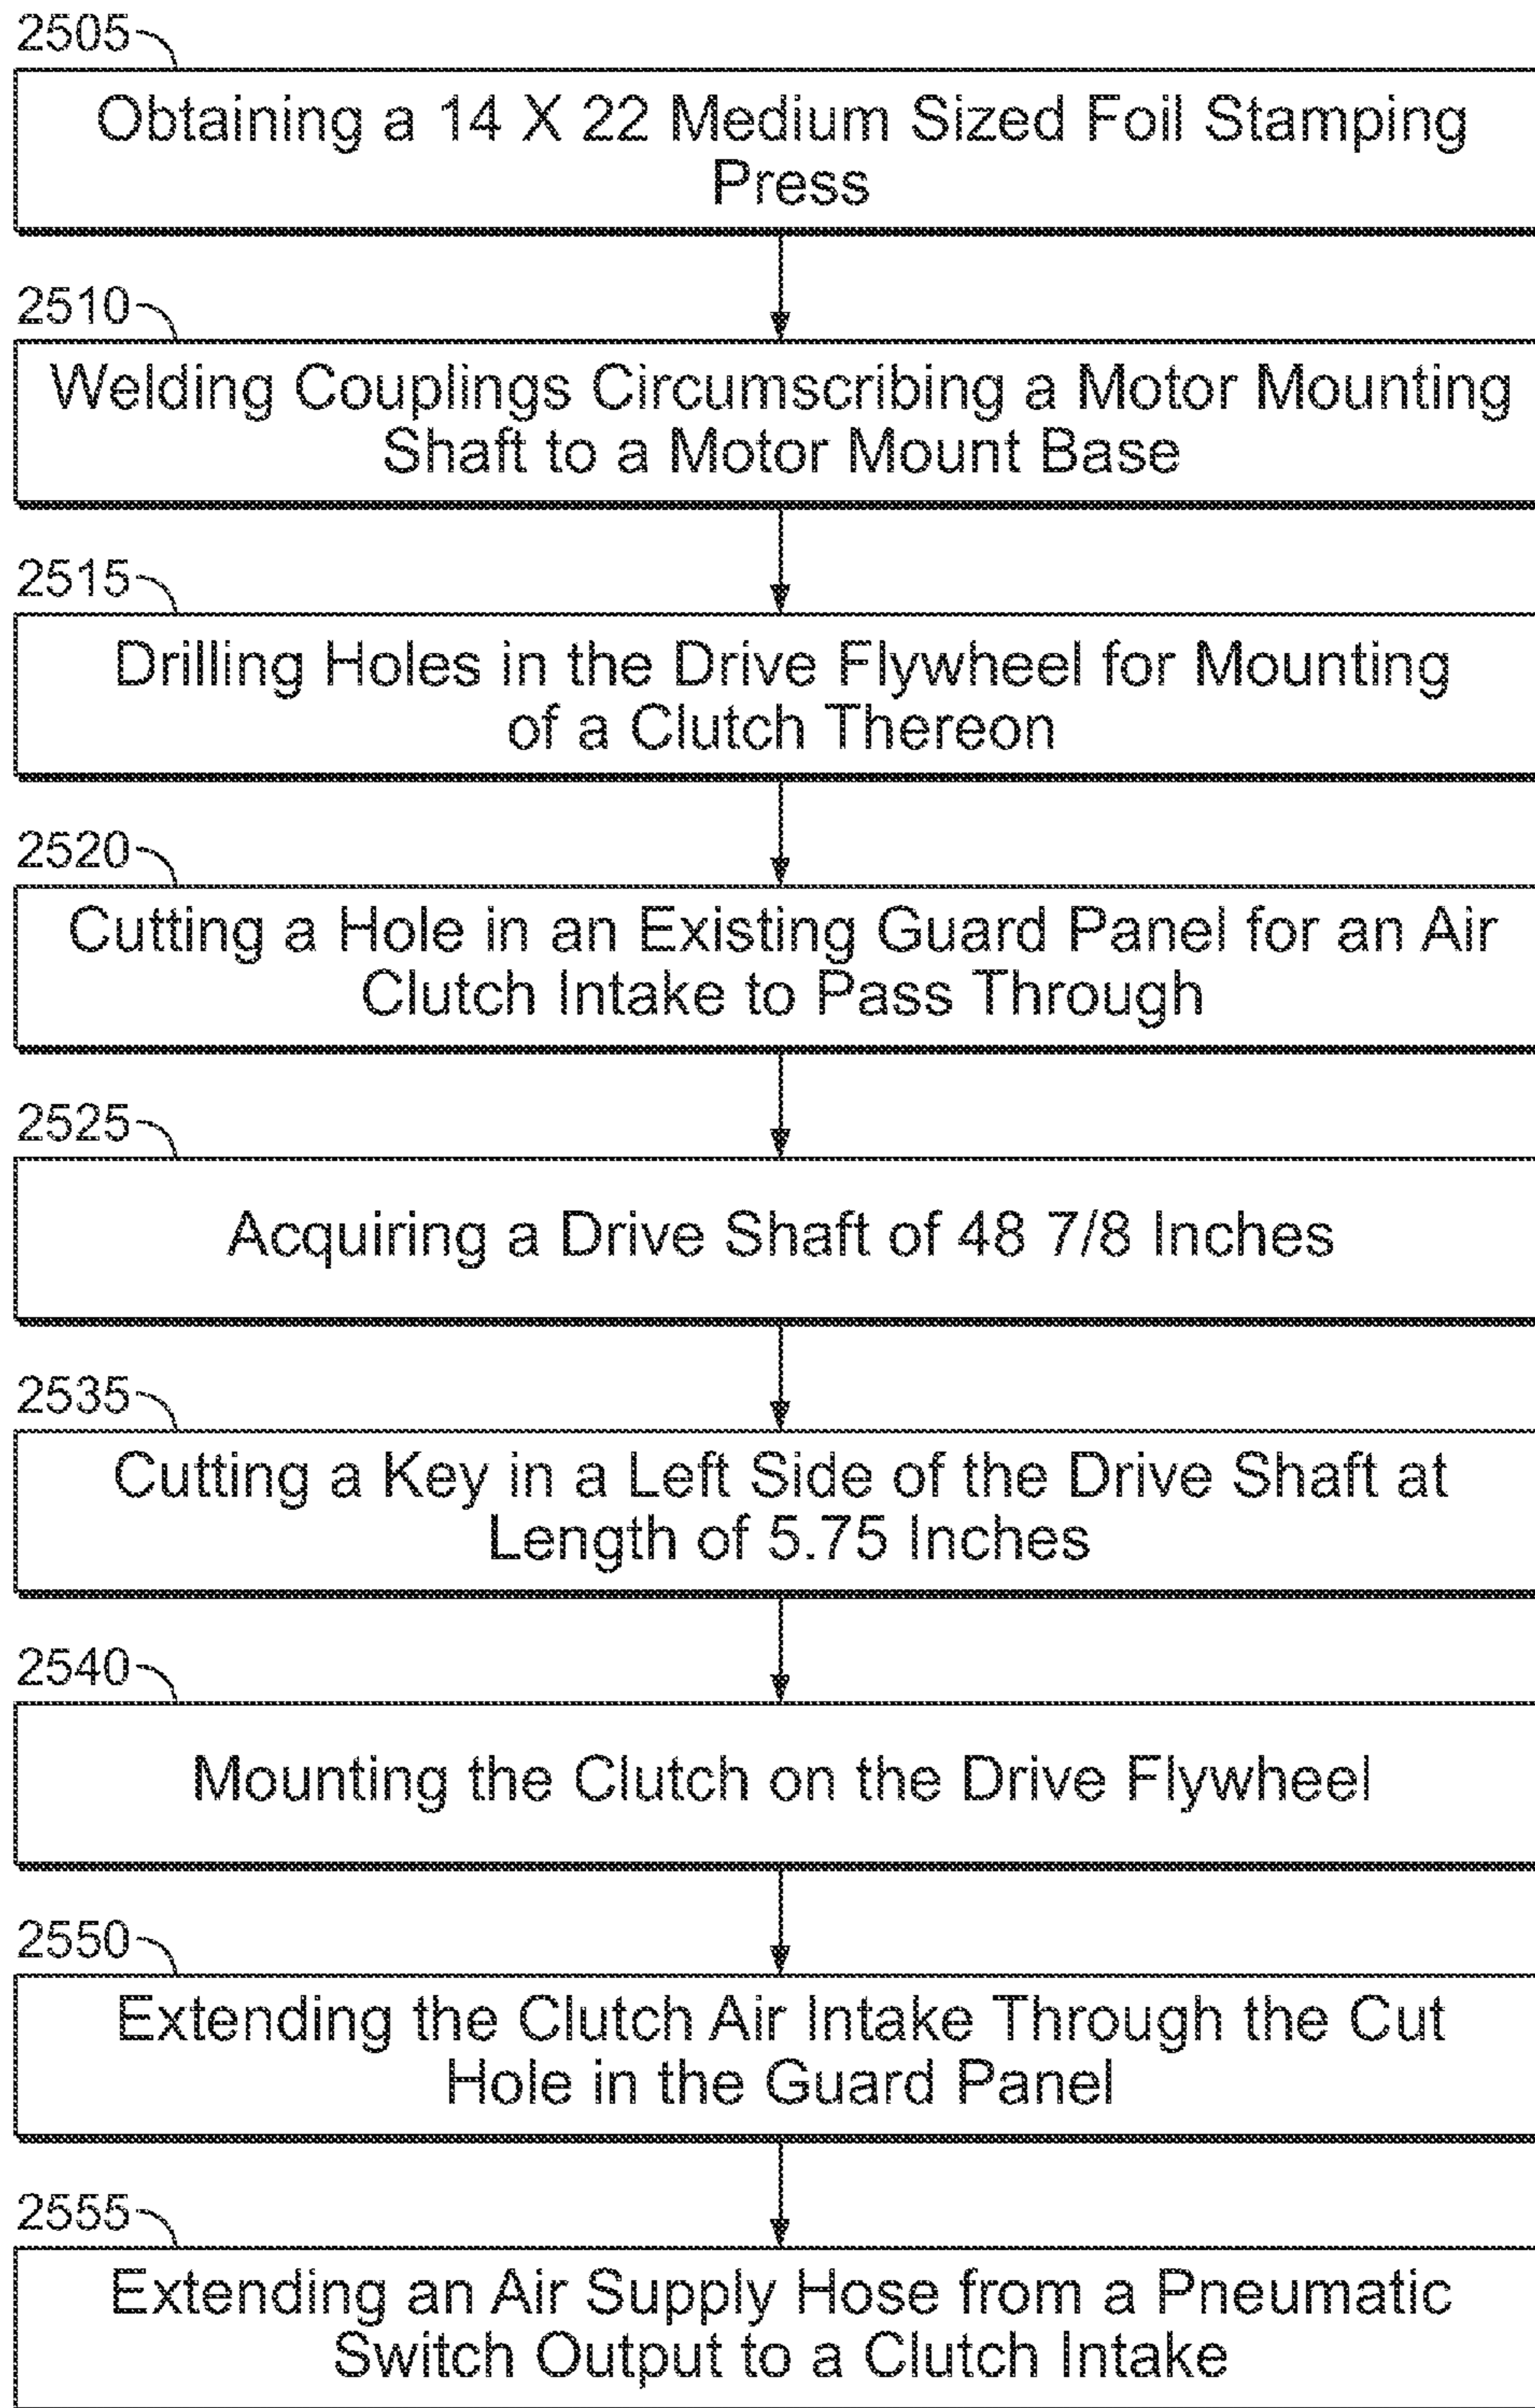 2505
Obtaining a 14 X 22 Medium Sized Foil Stamping
Press
2510
Welding Couplings Circumscribing a Motor Mounting
Shaft to a Motor Mount Base
2515
Drilling Holes in the Drive Flywheel for Mounting
of a Clutch Thereon
2520
Cutting a Hole in an Existing Guard Panel for an Air
Clutch Intake to Pass Through
2525
Acquiring a Drive Shaft of 48 7/8 Inches
2535
Cutting a Key in a Left Side of the Drive Shaft at
Length of 5.75 Inches
2540
Mounting the Clutch on the Drive Flywheel
2550
Extending the Clutch Air Intake Through the Cut
Hole in the Guard Panel
2555
Extending an Air Supply Hose from a Pneumatic
Switch Output to a Clutch Intake